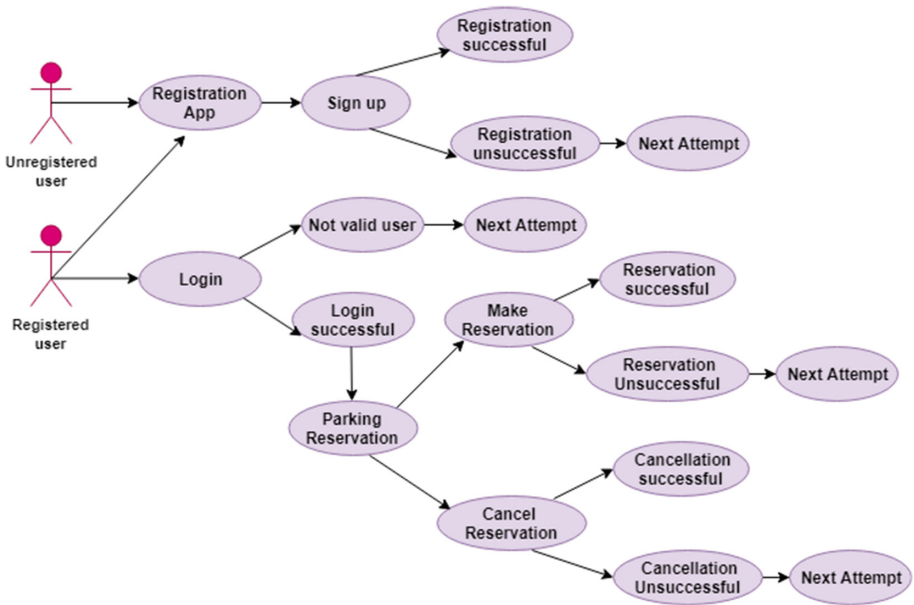 Registration
successful
Registration
App
Sign up
Unregistered
user
Registration
unsuccessful
Next Attempt
Not valid user
Next Attempt
Registered
user
Login
Login
successful
Make
Reservation
Reservation
successful
Reservation
Unsuccessful
Next Attempt
Parking
Reservation
Cancel
Reservation
Cancellation
successful
Cancellation
Unsuccessful
Next Attempt